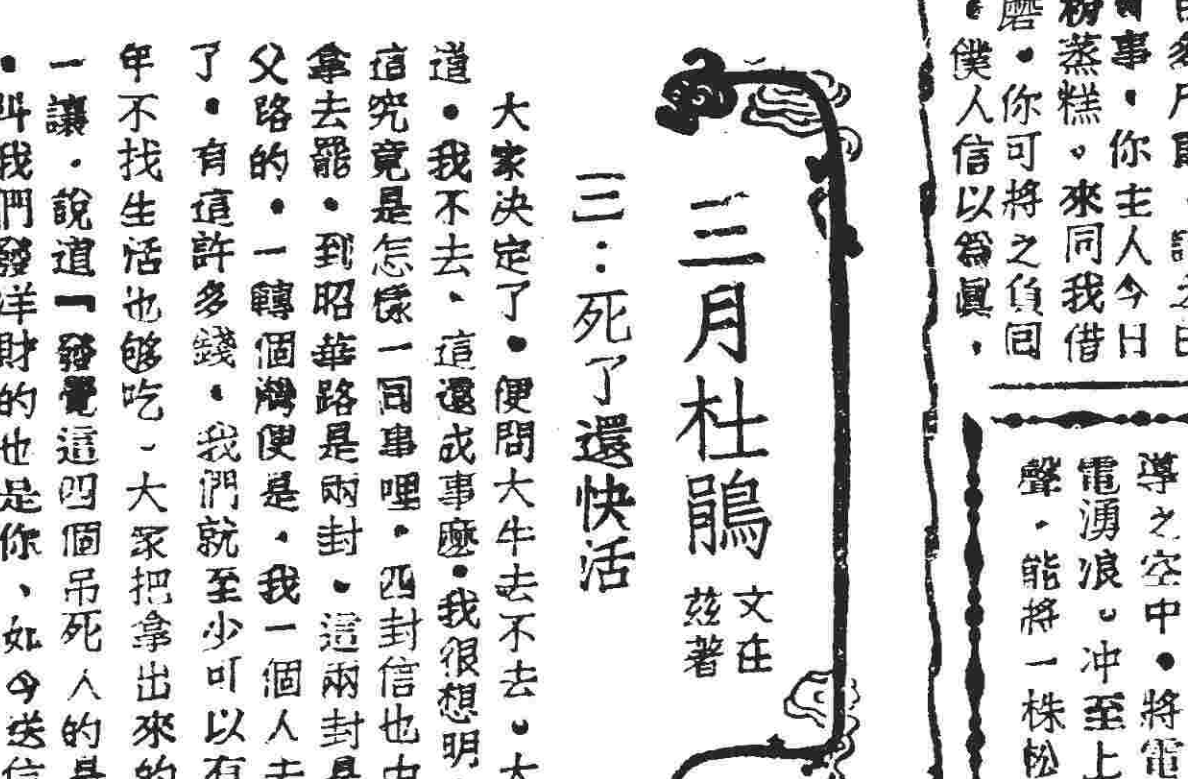 事・你主人今日
粉蒸糕。來同我借
磨・你可將之負回
・僕人信以爲眞・
導之空中・將電
電湧浪。冲至上
聲・能將一株松
三月杜鵑
文在
茲著
三：死了還快活
大家決定了・便問大牛去不去。大
道・我不去、這還成事麼・我很想明
這究竟是怎樣一回事哩・四封信也由
拿去罷・到昭華路是兩封・這兩封是
父路的・一轉個灣便是・我一個人去
了・有這許多錢・我們就至少可以有
年不找生活也够吃、大家把拿出來的
一讓・說道「發覺這四個吊死人的是
・叫我們發洋財的也是你、如今送信